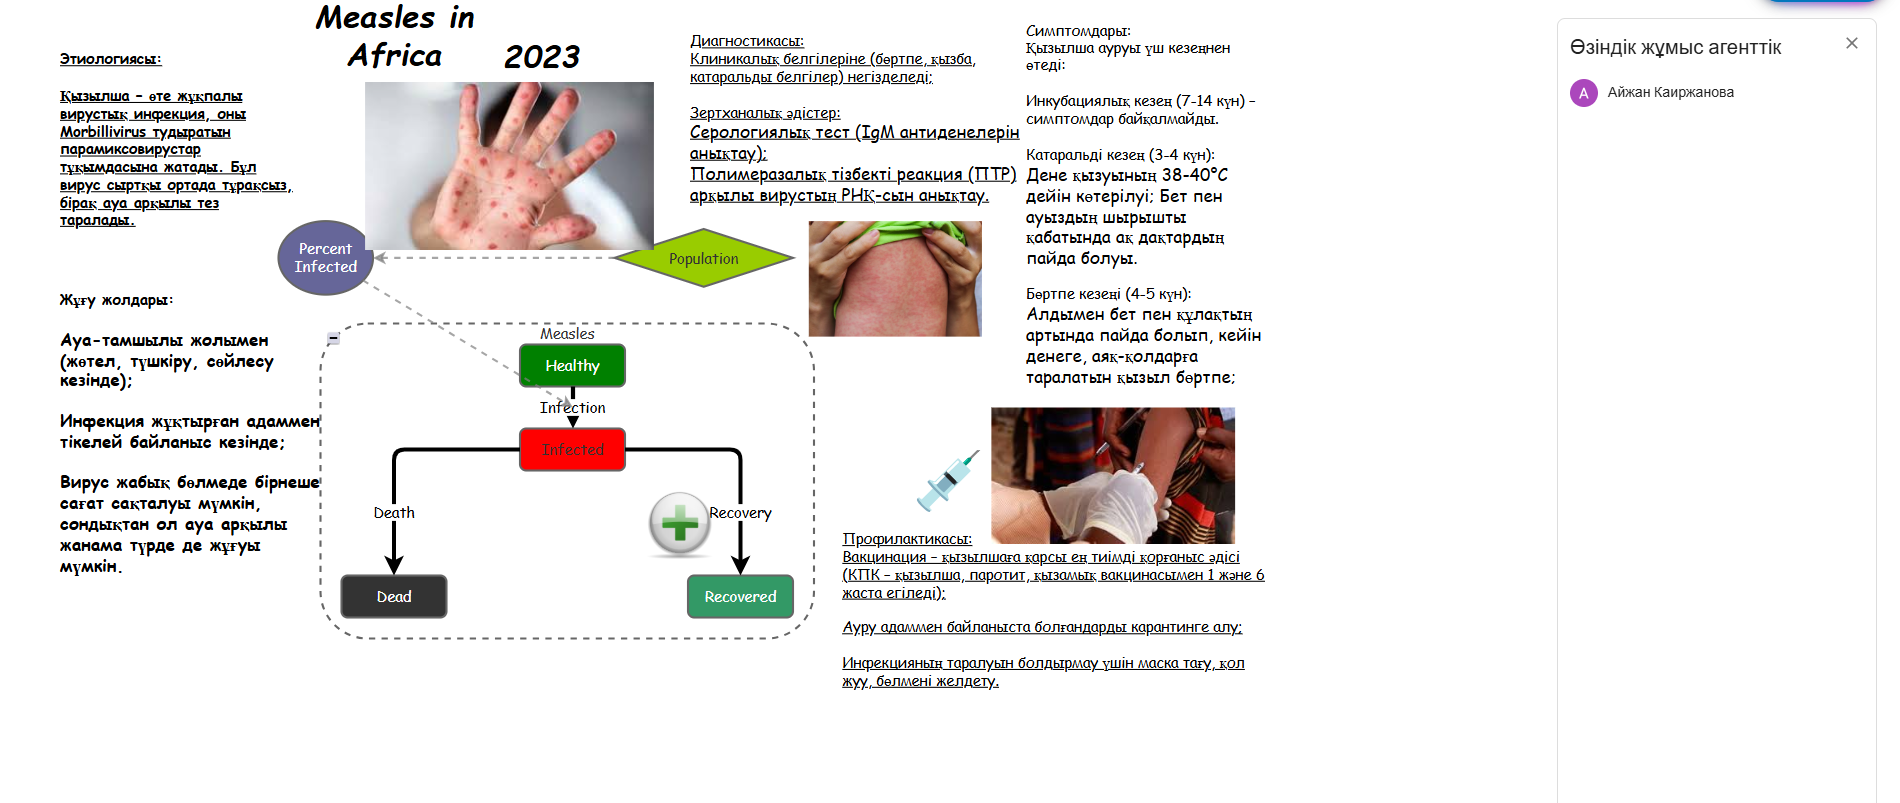 Measles in
Africa 2023
Этиологиясы:
Қызылша – өте жұқпалы
вирустық инфекция, оны
Morbillivirus тудыратын
парамиксовирустар
тұқымдасына жатады. Бұл
вирус сыртқы ортада тұрақсыз,
бірақ ауа арқылы тез
таралады.
Percent
Infected
Population
Жұғу жолдары:
Ауа-тамшылы жолымен
(жөтел, түшкіру, сөйлесу
кезінде);
Инфекция жұқтырған адаммен
тікелей байланыс кезінде;
Вирус жабық бөлмеде бірнеше
сағат сақталуы мүмкін,
сондықтан ол ауа арқылы
жанама түрде де жұғуы
мүмкін.
Measles
Healthy
Infection
Infected
Death
Recovery
Dead
Recovered
Диагностикасы:
Клиникалық белгілеріне (бөртпе, қызба,
катаральды белгілер) негізделеді;
Зертханалық әдістер:
Серологиялық тест (IgM антиденелерін
анықтау);
Полимеразалық тізбекті реакция (ПТР)
арқылы вирустың РНҚ-сын анықтау.
Симптомдары:
Қызылша ауруы үш кезеңнен
өтеді:
Инкубациялық кезең (7-14 күн) –
симптомдар байқалмайды.
Катаральді кезең (3-4 күн):
Дене қызуының 38-40°C
дейін көтерілуі; Бет пен
ауыздың шырышты
қабатында ақ дақтардың
пайда болуы.
Бөртпе кезеңі (4-5 күн):
Алдымен бет пен құлақтың
артында пайда болып, кейін
денеге, аяқ-қолдарға
таралатын қызыл бөртпе;
Профилактикасы:
Вакцинация – қызылшаға қарсы ең тиімді қорғаныс әдісі
(КПК – қызылша, паротит, қызамық вакцинасымен 1 және 6
жаста егіледі);
Ауру адаммен байланыста болғандарды карантинге алу;
Инфекцияның таралуын болдырмау үшін маска тағу, қол
жуу, бөлмені желдету.
Өзіндік жұмыс агенттік
А
Айжан Каиржанова